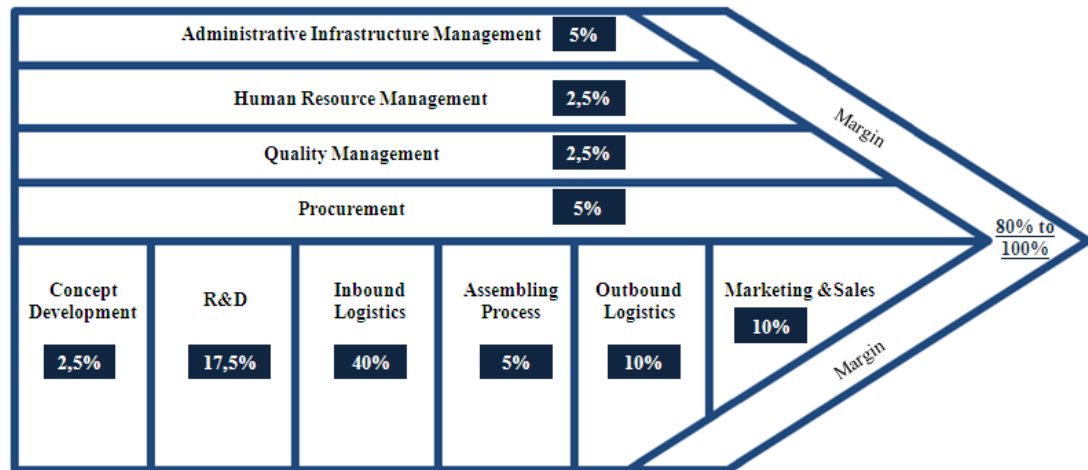 Administrative Infrastructure Management 5%
Human Resource Management 2,5%
Quality Management 2,5%
Procurement 5%
Margin
80% to
100%
Concept
Development
2,5%
R&D
17,5%
Inbound
Logistics
40%
Assembling
Process
5%
Outbound
Logistics
10%
Marketing &Sales
10%
Margin